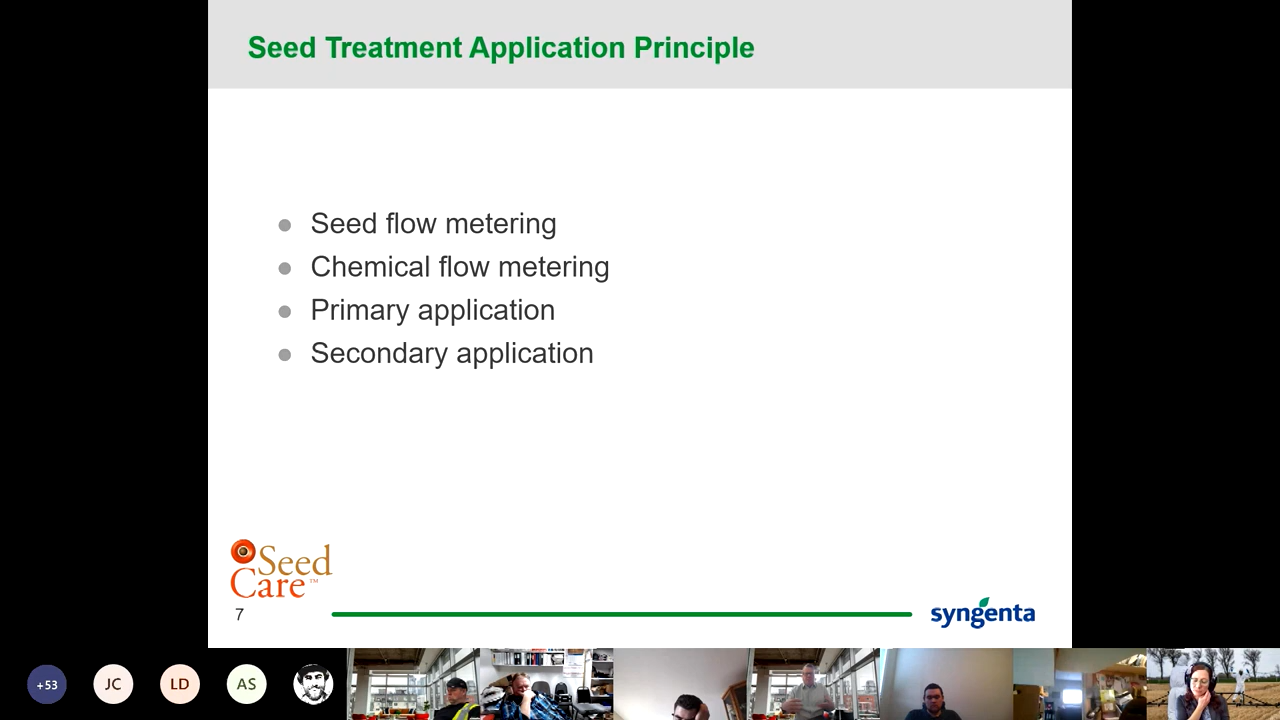 Seed Treatment Application Principle
Seed flow metering
Chemical flow metering
Primary application
Secondary application
Seed
Care™
7
syngenta
+53
JC
LD
AS